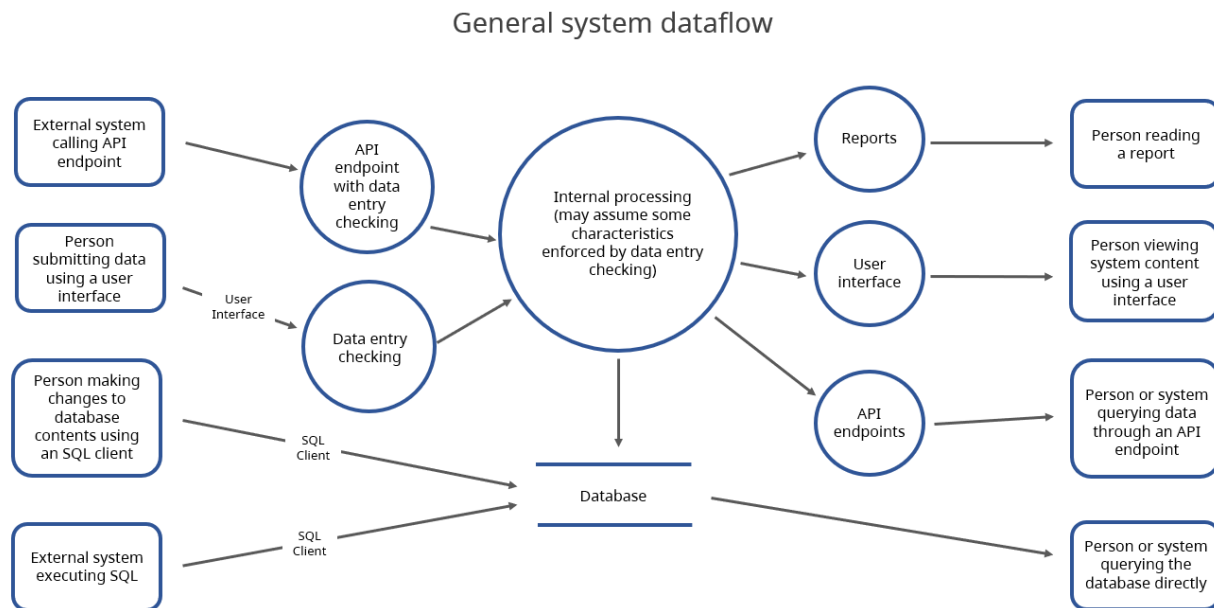 General system dataflow
External system
calling API
endpoint
API
endpoint
with data
entry
checking
Person
submitting data
using a user
interface
User
Interface
Data entry
checking
Person making
changes to
database
contents using
an SQL client
SQL
Client
External system
executing SQL
SQL
Client
Internal processing
(may assume some
characteristics
enforced by data entry
checking)
Database
Reports
Person reading
a report
User
interface
Person viewing
system content
using a user
interface
API
endpoints
Person or system
querying data
through an API
endpoint
Person or system
querying the
database directly